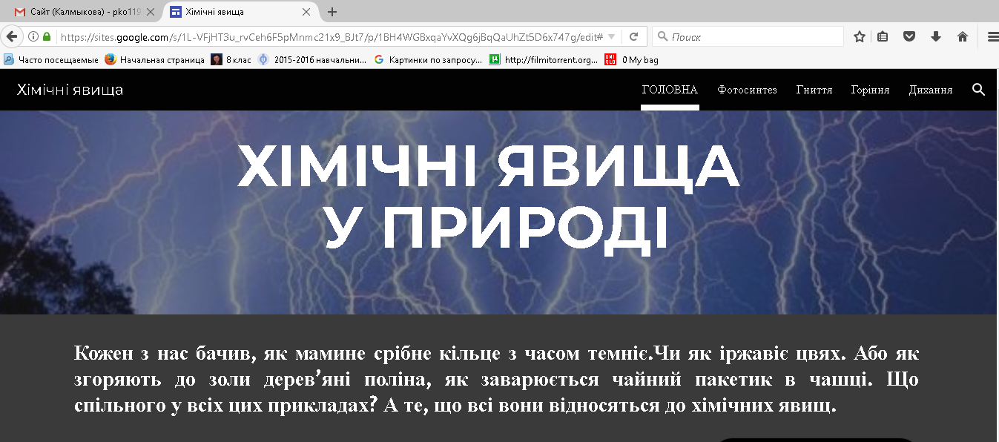 Сайт (Калмыкова) - pko119
Хімічні явища
https://sites.google.com/s/1L-VFjHT3u_rvCeh6F5pMnmc21x9_BJt7/p/1BH4WGBxqaYvXQg6jBqQaUhZt5D6x747g/edit#
Поиск
Часто посещаемые
Начальная страница
8 клас
2015-2016 навчальни...
Картинки по запросу...
http://filmitorrent.org...
UNI QLO
0 My bag
Хімічні явища
ГОЛОВНА
Фотосинтез
Гниття
Горіння
Дихання
ХІМІЧНІ ЯВИЩА
У ПРИРОДІ
Кожен з нас бачив, як мамине срібне кільце з часом темніє.Чи як іржавіє цвях. Або як
згоряють до золи дерев’яні поліна, як заварюється чайний пакетик в чашці. Що
спільного у всіх цих прикладах? А те, що всі вони відносяться до хімічних явищ.